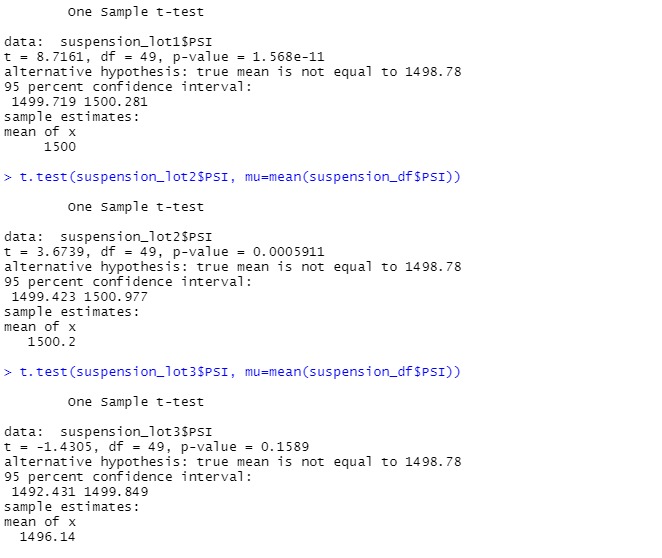 One Sample t-test
data:  suspension_lot1$PSI
t = 8.7161, df = 49, p-value = 1.568e-11
alternative hypothesis: true mean is not equal to 1498.78
95 percent confidence interval:
 1499.719 1500.281
sample estimates:
mean of x
     1500
> t.test(suspension_lot2$PSI, mu=mean(suspension_df$PSI))
One Sample t-test
data:  suspension_lot2$PSI
t = 3.6739, df = 49, p-value = 0.0005911
alternative hypothesis: true mean is not equal to 1498.78
95 percent confidence interval:
 1499.423 1500.977
sample estimates:
mean of x
   1500.2
> t.test(suspension_lot3$PSI, mu=mean(suspension_df$PSI))
One Sample t-test
data:  suspension_lot3$PSI
t = -1.4305, df = 49, p-value = 0.1589
alternative hypothesis: true mean is not equal to 1498.78
95 percent confidence interval:
 1492.431 1499.849
sample estimates:
mean of x
  1496.14